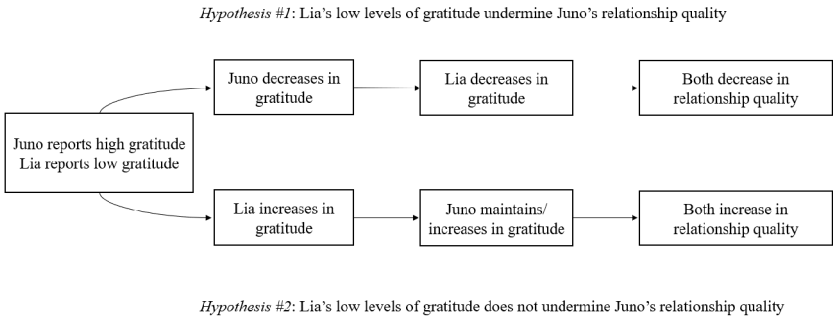 Hypothesis #1: Lia's low levels of gratitude undermine Juno's relationship quality
Juno decreases in
gratitude
Lia decreases in
gratitude
Both decrease in
relationship quality
Juno reports high gratitude
Lia reports low gratitude
Lia increases in
gratitude
Juno maintains/
increases in gratitude
Both increase in
relationship quality
Hypothesis #2: Lia's low levels of gratitude does not undermine Juno's relationship quality